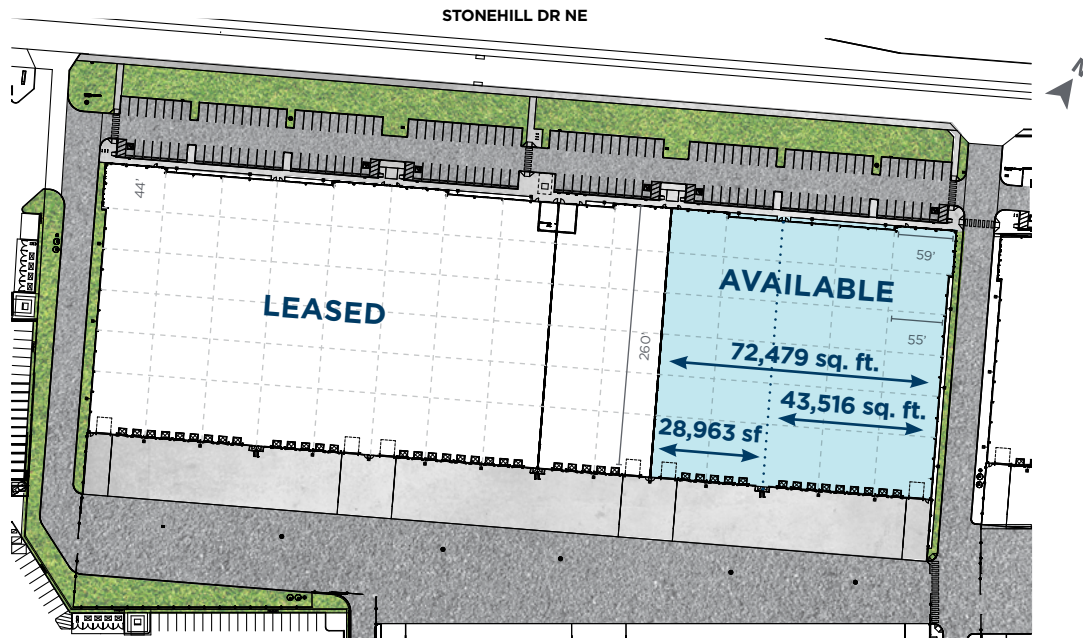 STONEHILL DR NE
N
44'
59'
LEASED
AVAILABLE
55'
260'
72,479 sq. ft.
43,516 sq. ft.
28,963 sf